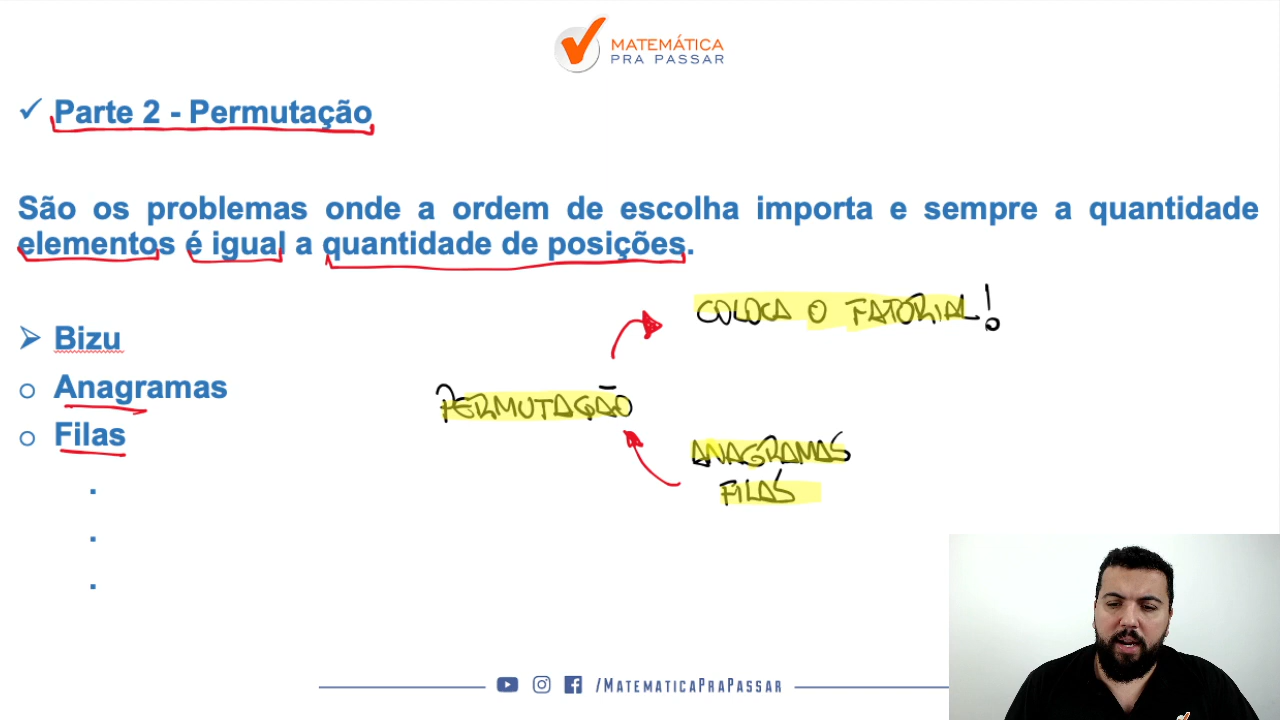 MATEMÁTICA
PRA PASSAR
✓ Parte 2 - Permutação
São os problemas onde a ordem de escolha importa e sempre a quantidade
elementos é igual a quantidade de posições.
COLOCA O FATORIAL!
➢ Bizu
o Anagramas
PERMUTAÇÃO
o Filas
ANAGRAMAS
FILAS
.
.
.
/MATEMATICAPRAPASSAR